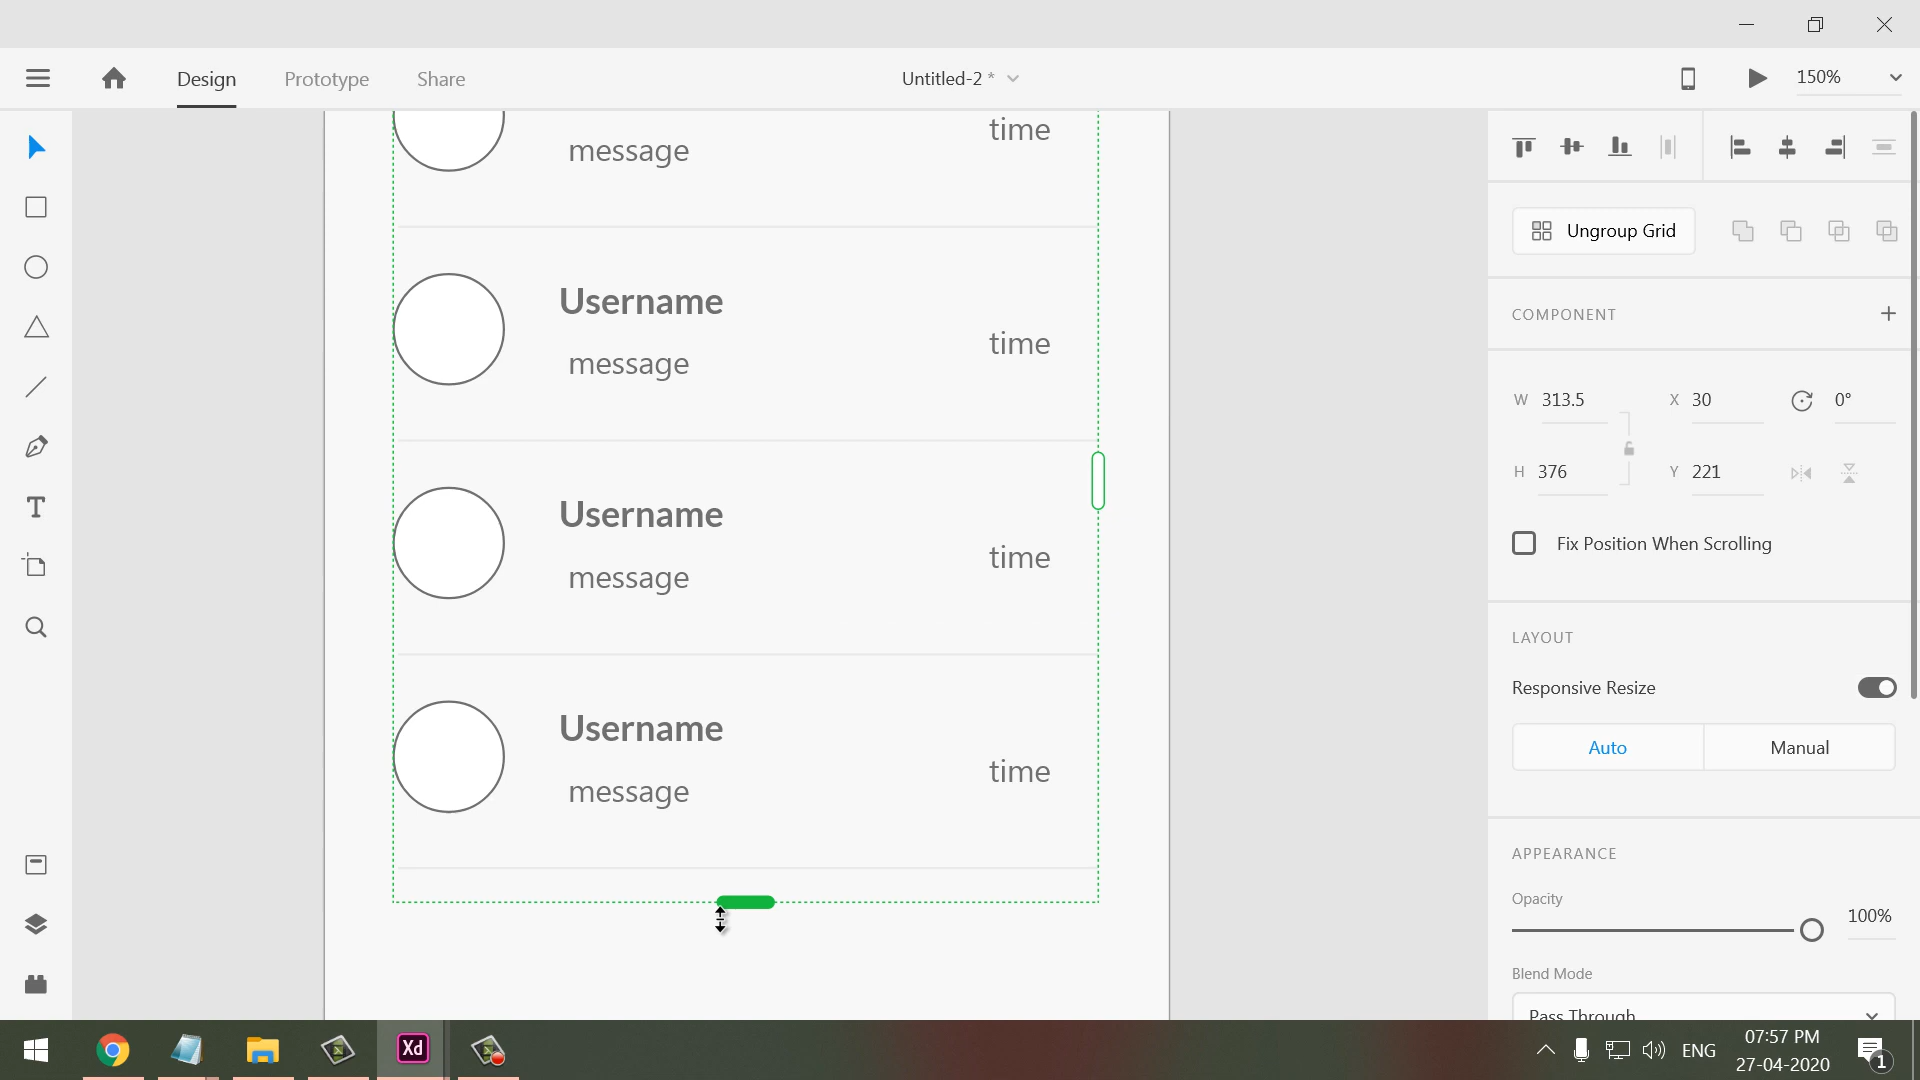 Design Prototype Share Untitled-2 * 150%
time
message
Ungroup Grid
Username
COMPONENT
time
message
W 313.5 X 30 0°
H 376 Y 221
Username
Fix Position When Scrolling
time
message
LAYOUT
Responsive Resize
Username
Auto Manual
time
message
APPEARANCE
Opacity
100%
Blend Mode
Pass Through
Xd
ENG
07:57 PM
27-04-2020
1